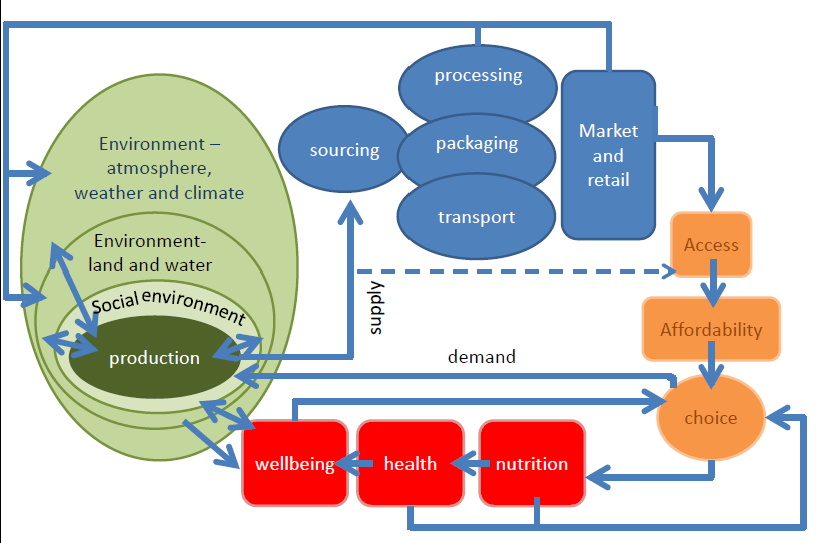 Environment –
atmosphere,
weather and climate
Environment-
land and water
Social environment
production
sourcing
processing
packaging
transport
Market
and
retail
supply
Access
Affordability
demand
choice
wellbeing
health
nutrition